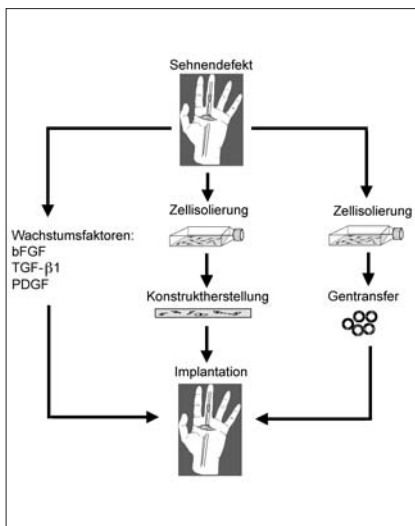 Sehnendefekt
Zellisolierung
Zellisolierung
Wachstumsfaktoren:
bFGF
TGF-β1
PDGF
Konstruktherstellung
Gentransfer
Implantation